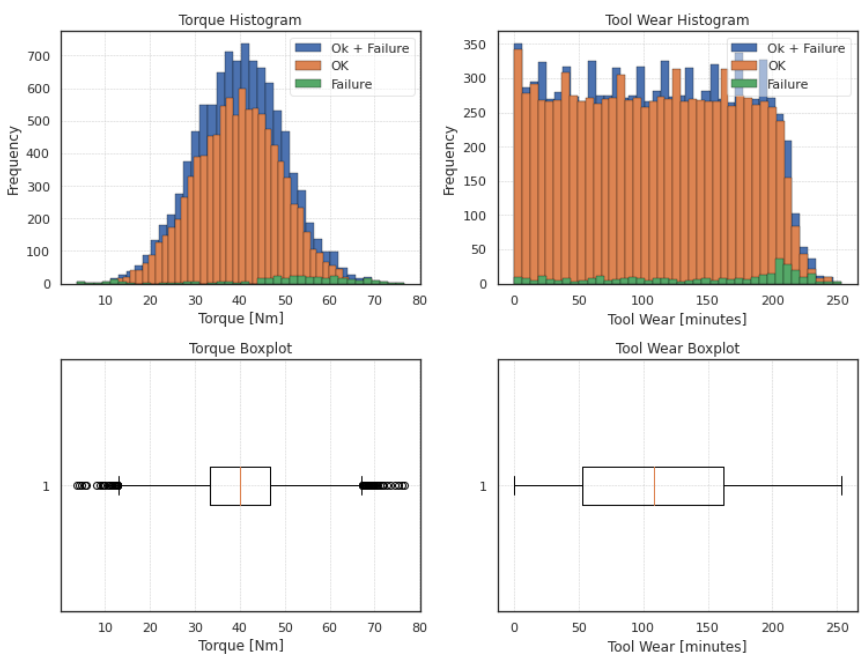 Torque Histogram
700
600
500
400
300
200
100
0
Frequency
Ok + Failure
OK
Failure
10 20 30 40 50 60 70 80
Torque [Nm]
Tool Wear Histogram
350
300
250
200
150
100
50
0
Frequency
Ok + Failure
OK
Failure
0 50 100 150 200 250
Tool Wear [minutes]
Torque Boxplot
1
10 20 30 40 50 60 70 80
Torque [Nm]
Tool Wear Boxplot
1
0 50 100 150 200 250
Tool Wear [minutes]